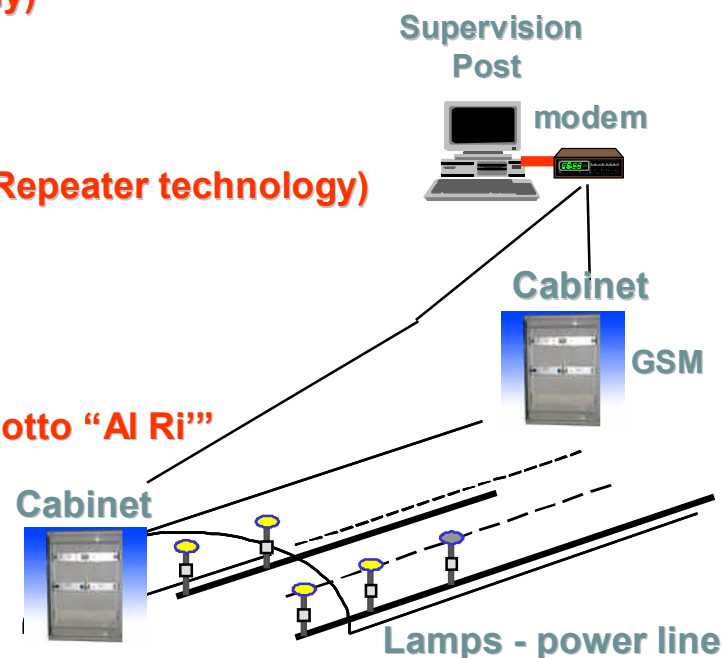 y)
Supervision
Post
modem
Repeater technology)
Cabinet
GSM
otto “Al Ri’”
Cabinet
Lamps - power line